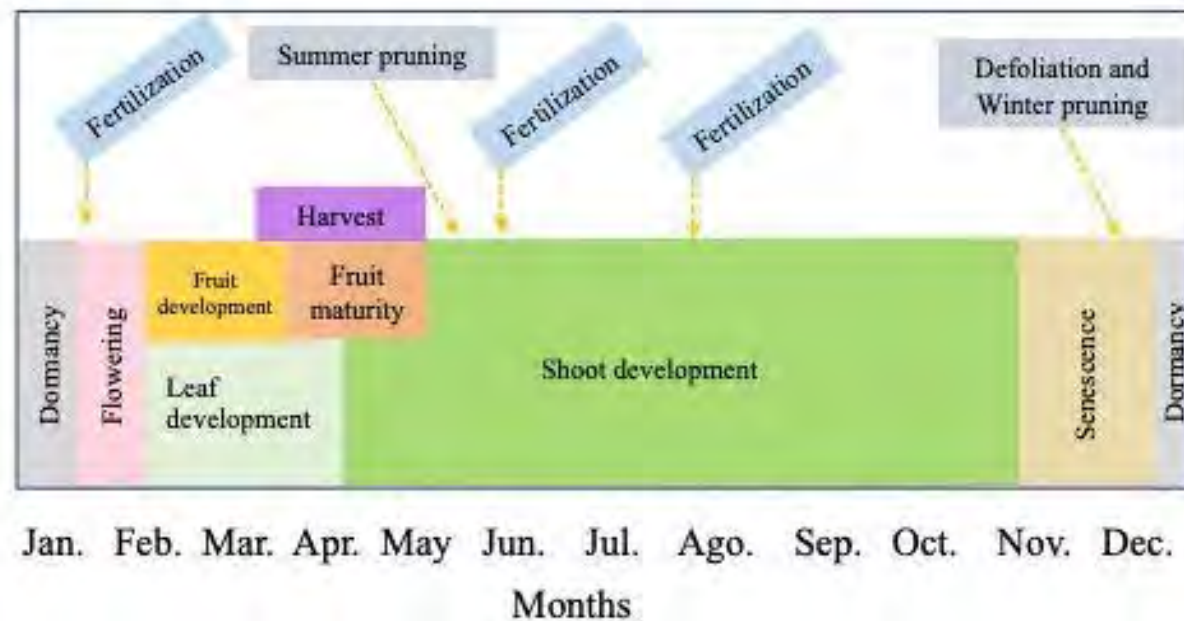 Fertilization
Summer pruning
Fertilization
Fertilization
Defoliation and
Winter pruning
Harvest
Dormancy
Flowering
Fruit
development
Fruit
maturity
Leaf
development
Shoot development
Senescence
Dormancy
Jan. Feb. Mar. Apr. May Jun. Jul. Ago. Sep. Oct. Nov. Dec.
Months